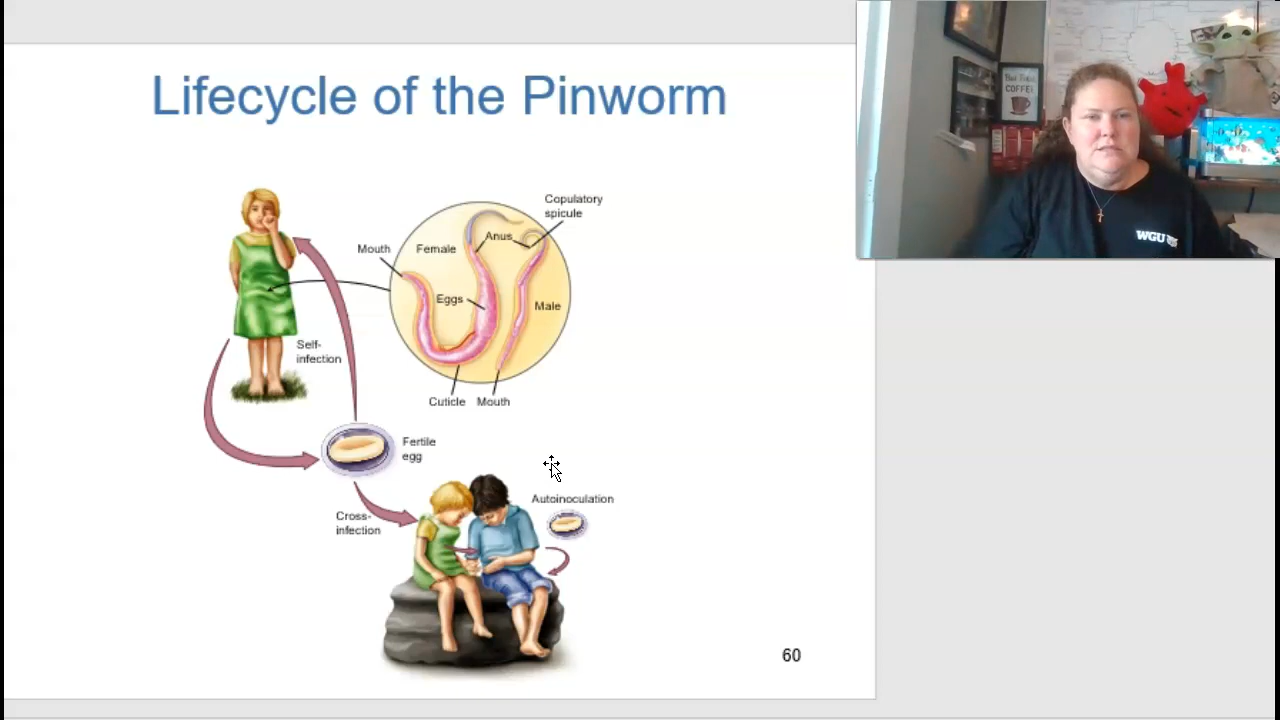 Lifecycle of the Pinworm
Copulatory
spicule
Anus
Mouth
Female
Eggs
Male
Self-
infection
Cuticle
Mouth
Fertile
egg
Autoinoculation
Cross-
infection
60
COFFEE
WGU